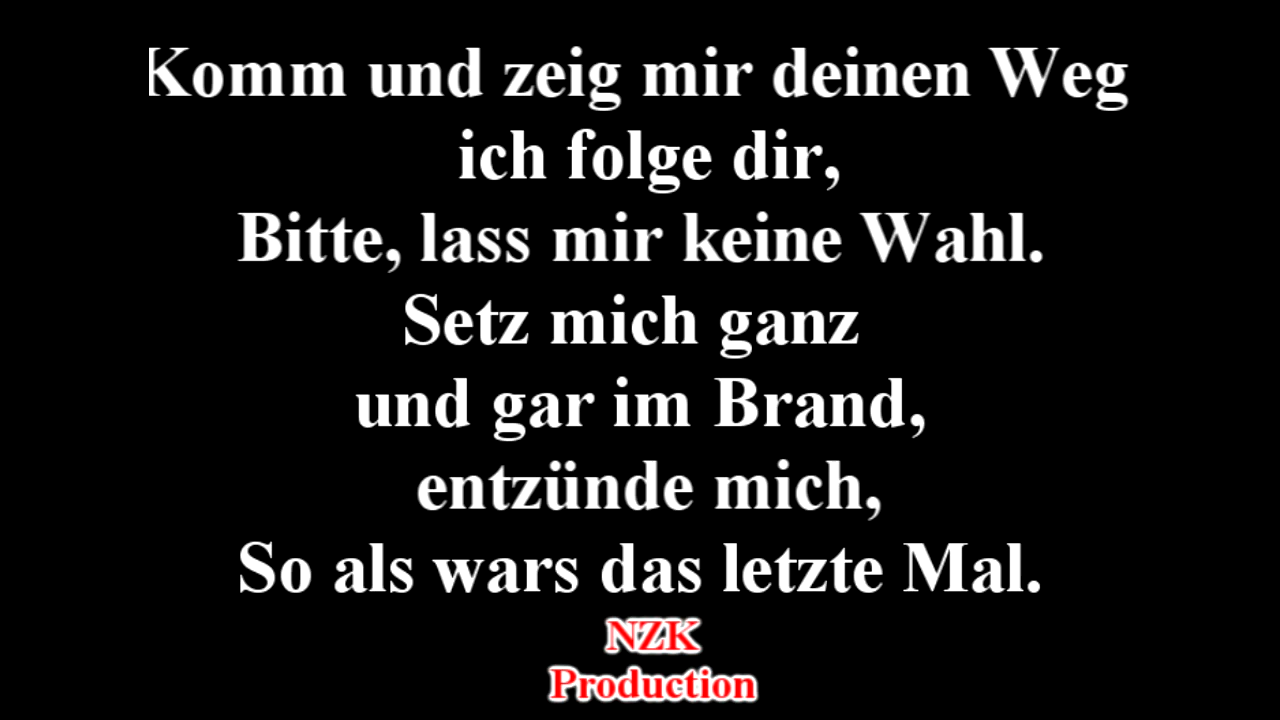 Komm und zeig mir deinen Weg
ich folge dir,
Bitte, lass mir keine Wahl.
Setz mich ganz
und gar im Brand,
entzünde mich,
So als wars das letzte Mal.
NZK
Production